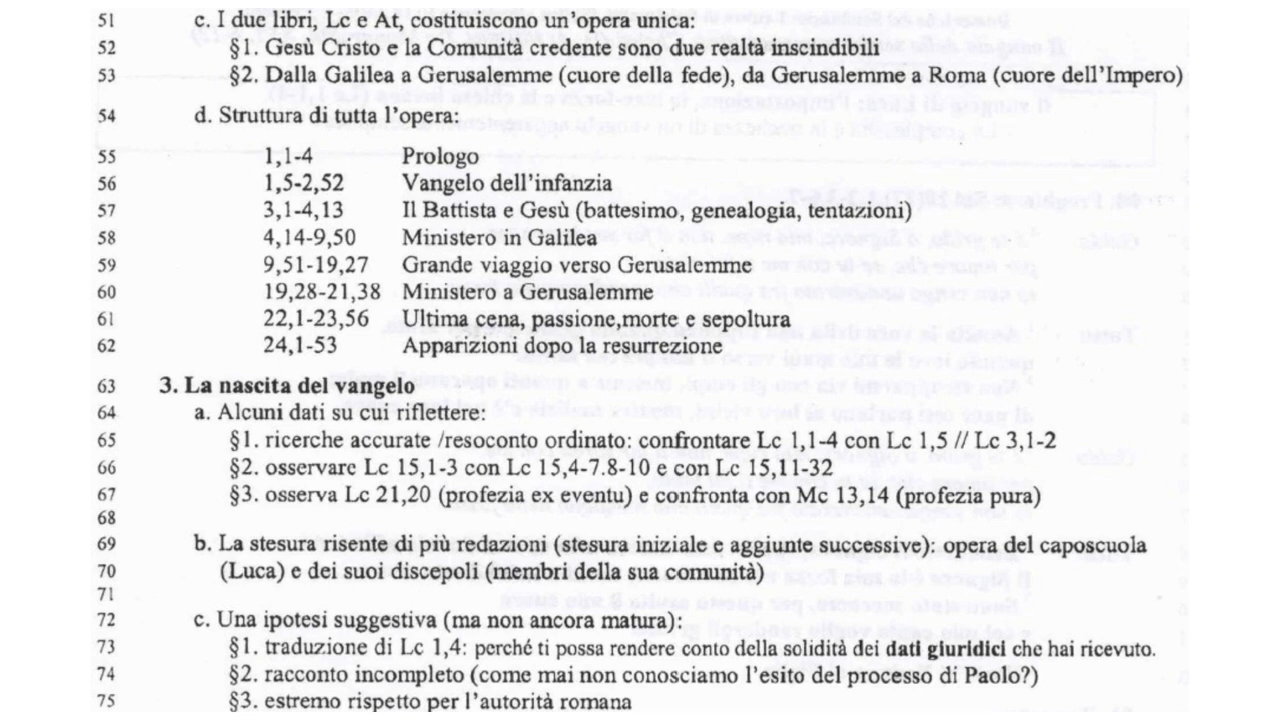 51 c. I due libri, Lc e At, costituiscono un'opera unica:
52 §1. Gesù Cristo e la Comunità credente sono due realtà inscindibili
53 §2. Dalla Galilea a Gerusalemme (cuore della fede), da Gerusalemme a Roma (cuore dell'Impero)
54 d. Struttura di tutta l'opera:
55 1,1-4 Prologo
56 1,5-2,52 Vangelo dell'infanzia
57 3,1-4,13 Il Battista e Gesù (battesimo, genealogia, tentazioni)
58 4,14-9,50 Ministero in Galilea
59 9,51-19,27 Grande viaggio verso Gerusalemme
60 19,28-21,38 Ministero a Gerusalemme
61 22,1-23,56 Ultima cena, passione,morte e sepoltura
62 24,1-53 Apparizioni dopo la resurrezione
63 3. La nascita del vangelo
64 a. Alcuni dati su cui riflettere:
65 §1. ricerche accurate /resoconto ordinato: confrontare Lc 1,1-4 con Lc 1,5 // Lc 3,1-2
66 §2. osservare Lc 15,1-3 con Lc 15,4-7.8-10 e con Lc 15,11-32
67 §3. osserva Lc 21,20 (profezia ex eventu) e confronta con Mc 13,14 (profezia pura)
68
69 b. La stesura risente di più redazioni (stesura iniziale e aggiunte successive): opera del caposcuola
70 (Luca) e dei suoi discepoli (membri della sua comunità)
71
72 c. Una ipotesi suggestiva (ma non ancora matura):
73 §1. traduzione di Lc 1,4: perché ti possa rendere conto della solidità dei dati giuridici che hai ricevuto.
74 §2. racconto incompleto (come mai non conosciamo l'esito del processo di Paolo?)
75 §3. estremo rispetto per l'autorità romana